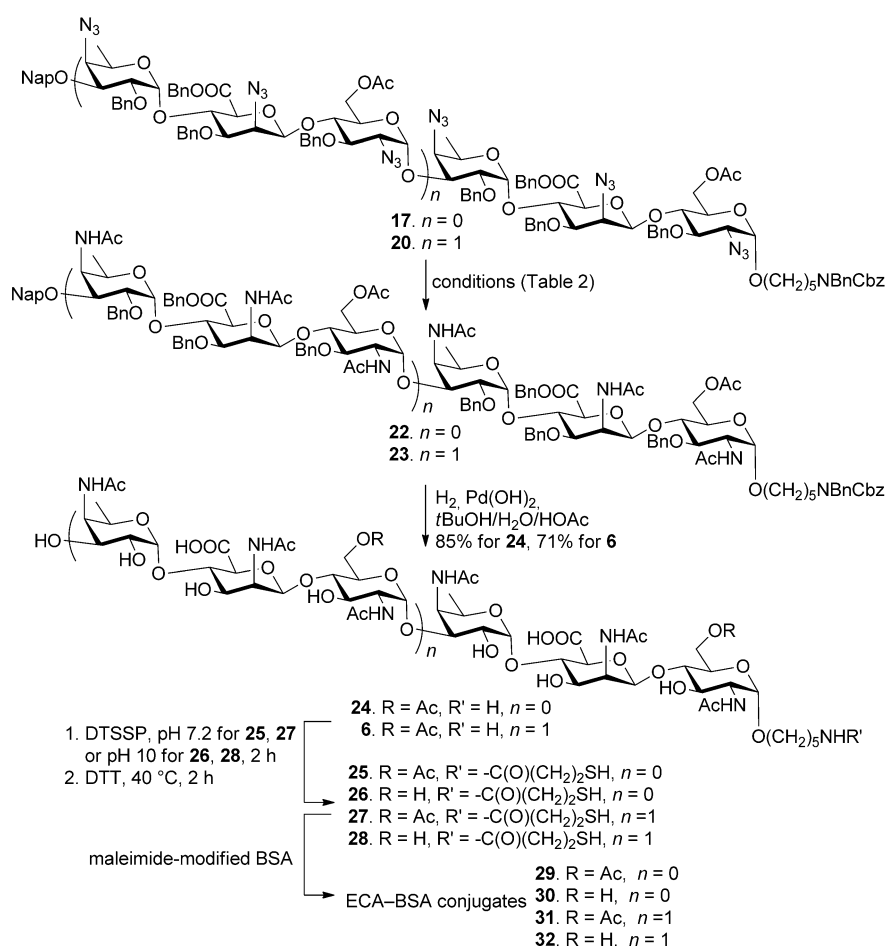 N₃
NapO
O
BnO
BnOOC
N₃
O
OAc
O
O
BnO
O
O
BnO
N₃
O
n
N₃
O
BnO
BnOOC
N₃
O
OAc
O
BnO
O
O
BnO
N₃
O(CH₂)₅NBnCbz
17. n = 0
20. n = 1
conditions (Table 2)
NHAc
NapO
O
BnO
BnOOC
NHAc
O
OAc
O
O
BnO
O
O
BnO
AcHN
O
n
NHAc
O
BnO
BnOOC
NHAc
O
OAc
O
BnO
O
O
BnO
AcHN
O(CH₂)₅NBnCbz
22. n = 0
23. n = 1
H₂, Pd(OH)₂,
tBuOH/H₂O/HOAc
85% for 24, 71% for 6
NHAc
HO
O
HO
HOOC
NHAc
O
OR
O
O
HO
O
O
HO
AcHN
O
n
NHAc
O
HO
HOOC
NHAc
O
OR
O
HO
O
O
HO
AcHN
O(CH₂)₅NHR'
24. R = Ac, R' = H, n = 0
6. R = Ac, R' = H, n = 1
1. DTSSP, pH 7.2 for 25, 27
or pH 10 for 26, 28, 2 h
2. DTT, 40 °C, 2 h
25. R = Ac, R' = -C(O)(CH₂)₂SH, n = 0
26. R = H, R' = -C(O)(CH₂)₂SH, n = 0
27. R = Ac, R' = -C(O)(CH₂)₂SH, n =1
28. R = H, R' = -C(O)(CH₂)₂SH, n = 1
maleimide-modified BSA
ECA–BSA conjugates
29. R = Ac, n = 0
30. R = H, n = 0
31. R = Ac, n =1
32. R = H, n = 1